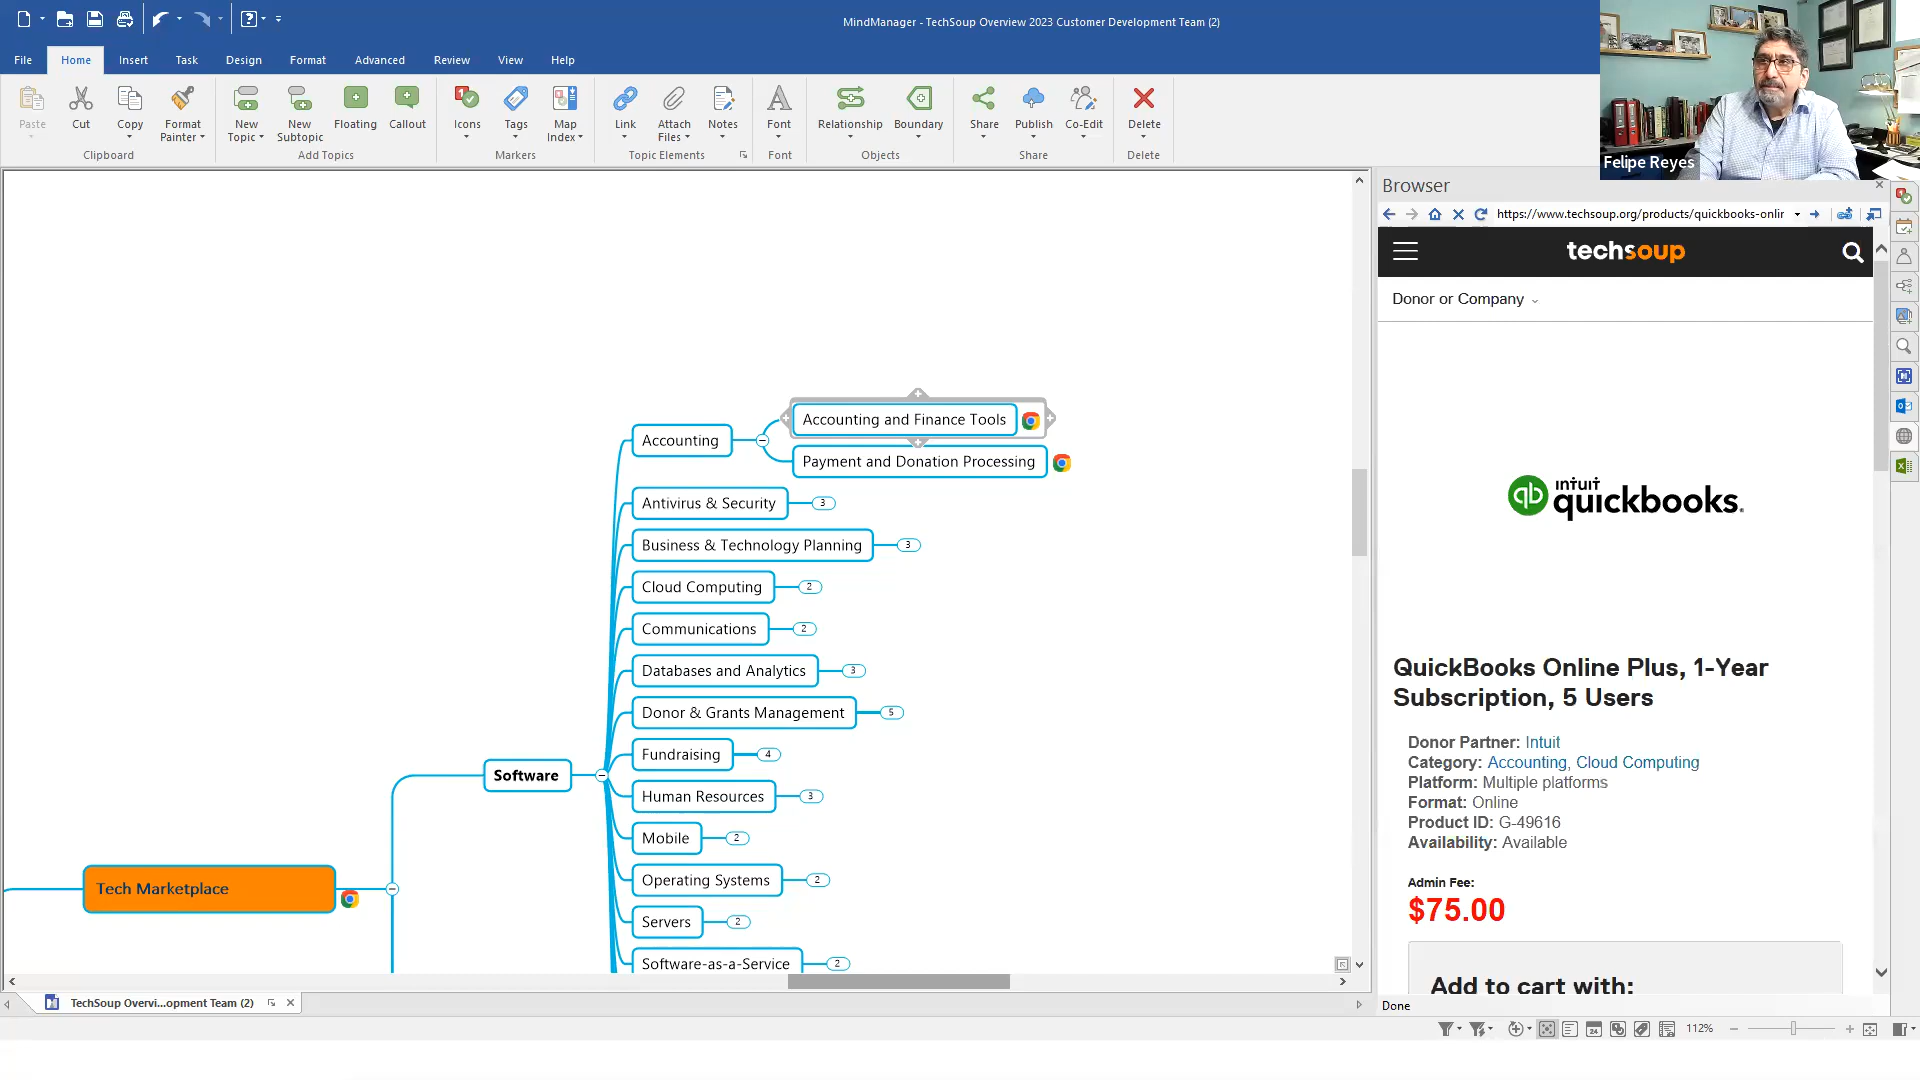 MindManager - TechSoup Overview 2023 Customer Development Team (2)
File
Home
Insert
Task
Design
Format
Advanced
Review
View
Help
Paste
Cut
Copy
Format
Painter
Clipboard
New
Topic
New
Subtopic
Floating
Callout
Add Topics
Icons
Tags
Map
Index
Markers
Link
Attach
Files
Notes
Topic Elements
Font
Font
Relationship
Boundary
Objects
Share
Publish
Co-Edit
Share
Delete
Delete
Felipe Reyes
Accounting
Accounting and Finance Tools
Payment and Donation Processing
Antivirus & Security
3
Business & Technology Planning
3
Cloud Computing
2
Communications
2
Databases and Analytics
3
Donor & Grants Management
5
Fundraising
4
Software
Human Resources
3
Mobile
2
Operating Systems
2
Tech Marketplace
Servers
2
Software-as-a-Service
2
Browser
https://www.techsoup.org/products/quickbooks-onlir
techsoup
Donor or Company
qb
intuit
quickbooks.
QuickBooks Online Plus, 1-Year
Subscription, 5 Users
Donor Partner: Intuit
Category: Accounting, Cloud Computing
Platform: Multiple platforms
Format: Online
Product ID: G-49616
Availability: Available
Admin Fee:
$75.00
Add to cart with:
Done
TechSoup Overvi...opment Team (2)
112%